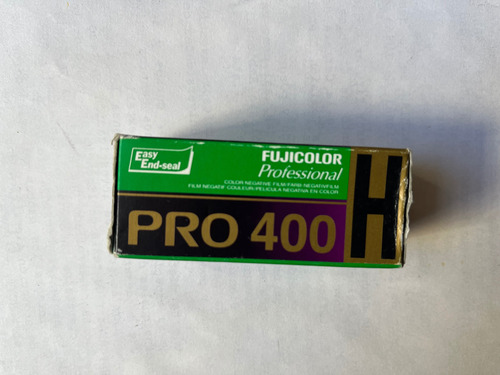 Easy
End-seal
FUJICOLOR
Professional
COLOR NEGATIVE FILM/FARB-NEGATIVFILM
FILM NEGATIF COULEUR/PELICULA NEGATIVA EN COLOR
PRO 400 H